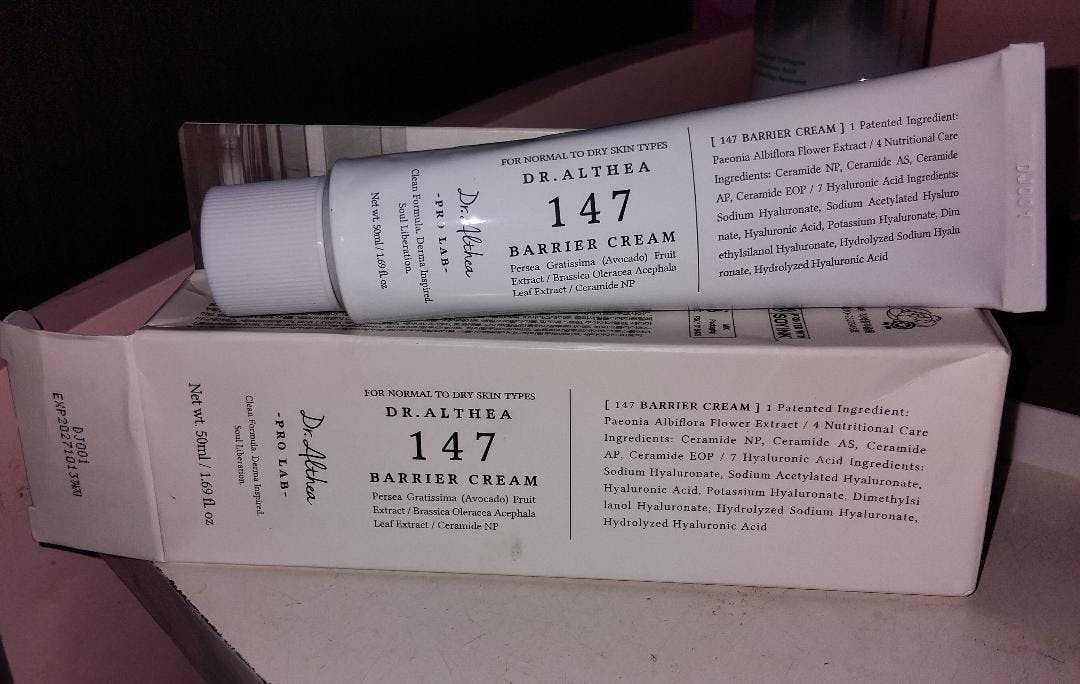 FOR NORMAL TO DRY SKIN TYPES
DR.ALTHEA
147
BARRIER CREAM
Persea Gratissima (Avocado) Fruit
Extract / Brassica Oleracea Acephala
Leaf Extract / Ceramide NP
[ 147 BARRIER CREAM ] 1 Patented Ingredient:
Paeonia Albiflora Flower Extract / 4 Nutritional Care
Ingredients: Ceramide NP, Ceramide AS, Ceramide
AP, Ceramide EOP / 7 Hyaluronic Acid Ingredients:
Sodium Hyaluronate, Sodium Acetylated Hyaluro
nate, Hyaluronic Acid, Potassium Hyaluronate, Dim
ethylsilanol Hyaluronate, Hydrolyzed Sodium Hyalu
ronate, Hydrolyzed Hyaluronic Acid
Dr.Althea
-PRO LAB-
Clean Formula. Derma Inspired.
Soul Liberation.
Net wt. 50ml / 1.69 fl. oz
FOR NORMAL TO DRY SKIN TYPES
DR.ALTHEA
147
BARRIER CREAM
Persea Gratissima (Avocado) Fruit
Extract / Brassica Oleracea Acephala
Leaf Extract / Ceramide NP
[ 147 BARRIER CREAM ] 1 Patented Ingredient:
Paeonia Albiflora Flower Extract / 4 Nutritional Care
Ingredients: Ceramide NP, Ceramide AS, Ceramide
AP, Ceramide EOP / 7 Hyaluronic Acid Ingredients:
Sodium Hyaluronate, Sodium Acetylated Hyaluronate,
Hyaluronic Acid, Potassium Hyaluronate, Dimethylsi
lanol Hyaluronate, Hydrolyzed Sodium Hyaluronate,
Hydrolyzed Hyaluronic Acid
Dr.Althea
-PRO LAB-
Clean Formula. Derma Inspired.
Soul Liberation.
Net wt. 50ml / 1.69 fl. oz
DJ001